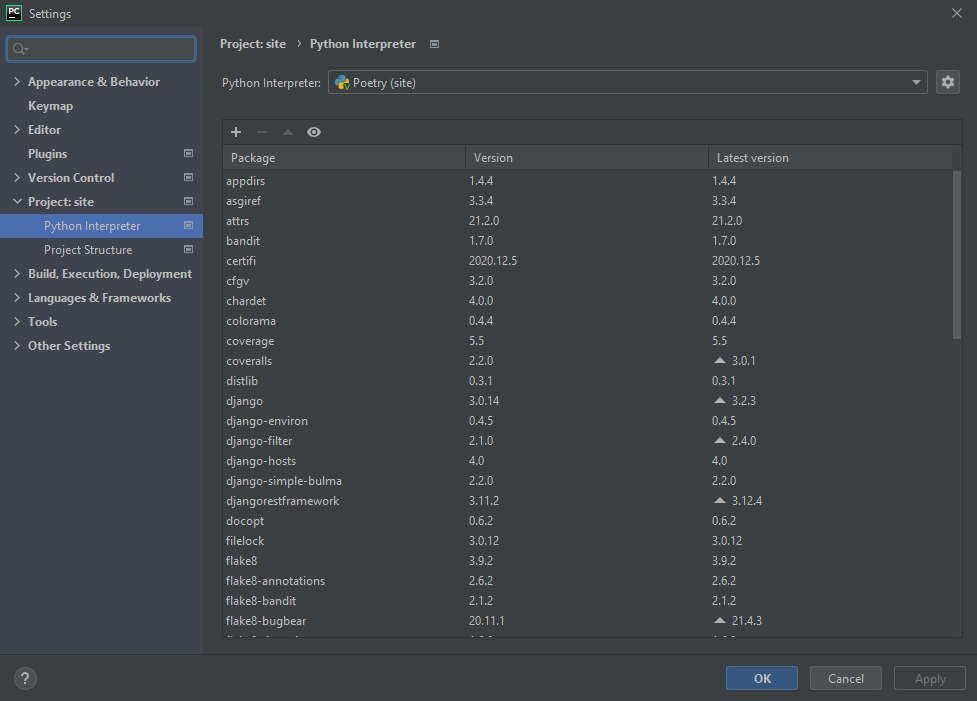 PC Settings
Project: site › Python Interpreter
Python Interpreter: Poetry (site)
Appearance & Behavior
Keymap
Editor
Plugins
Version Control
Project: site
Python Interpreter
Project Structure
Build, Execution, Deployment
Languages & Frameworks
Tools
Other Settings
Package Version Latest version
appdirs 1.4.4 1.4.4
asgiref 3.3.4 3.3.4
attrs 21.2.0 21.2.0
bandit 1.7.0 1.7.0
certifi 2020.12.5 2020.12.5
cfgv 3.2.0 3.2.0
chardet 4.0.0 4.0.0
colorama 0.4.4 0.4.4
coverage 5.5 5.5
coveralls 2.2.0 3.0.1
distlib 0.3.1 0.3.1
django 3.0.14 3.2.3
django-environ 0.4.5 0.4.5
django-filter 2.1.0 2.4.0
django-hosts 4.0 4.0
django-simple-bulma 2.2.0 2.2.0
djangorestframework 3.11.2 3.12.4
docopt 0.6.2 0.6.2
filelock 3.0.12 3.0.12
flake8 3.9.2 3.9.2
flake8-annotations 2.6.2 2.6.2
flake8-bandit 2.1.2 2.1.2
flake8-bugbear 20.11.1 21.4.3
? OK Cancel Apply